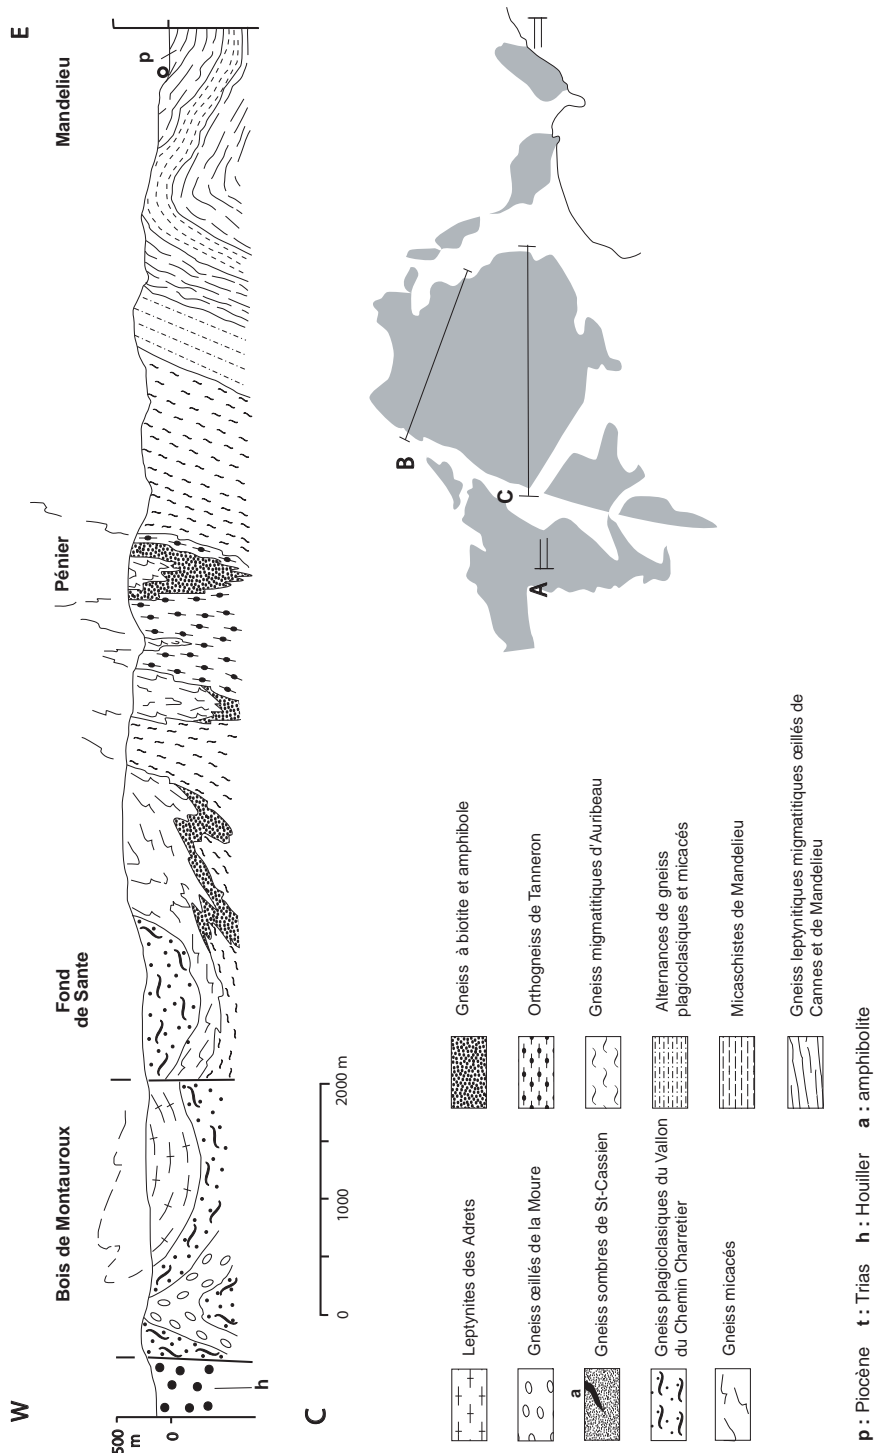 W
E
Bois de Montauroux
Fond
de Sante
Pénier
Mandelieu
500
m
0
h
p
C
0
1000
2000 m
A
B
C
Leptynites des Adrets
Gneiss œillés de la Moure
a
Gneiss sombres de St-Cassien
Gneiss plagioclasiques du Vallon
du Chemin Charretier
Gneiss micacés
Gneiss à biotite et amphibole
Orthogneiss de Tanneron
Gneiss migmatitiques d'Auribeau
Alternances de gneiss
plagioclasiques et micacés
Micaschistes de Mandelieu
Gneiss leptynitiques migmatitiques œillés de
Cannes et de Mandelieu
p : Piocène t : Trias h : Houiller a : amphibolite